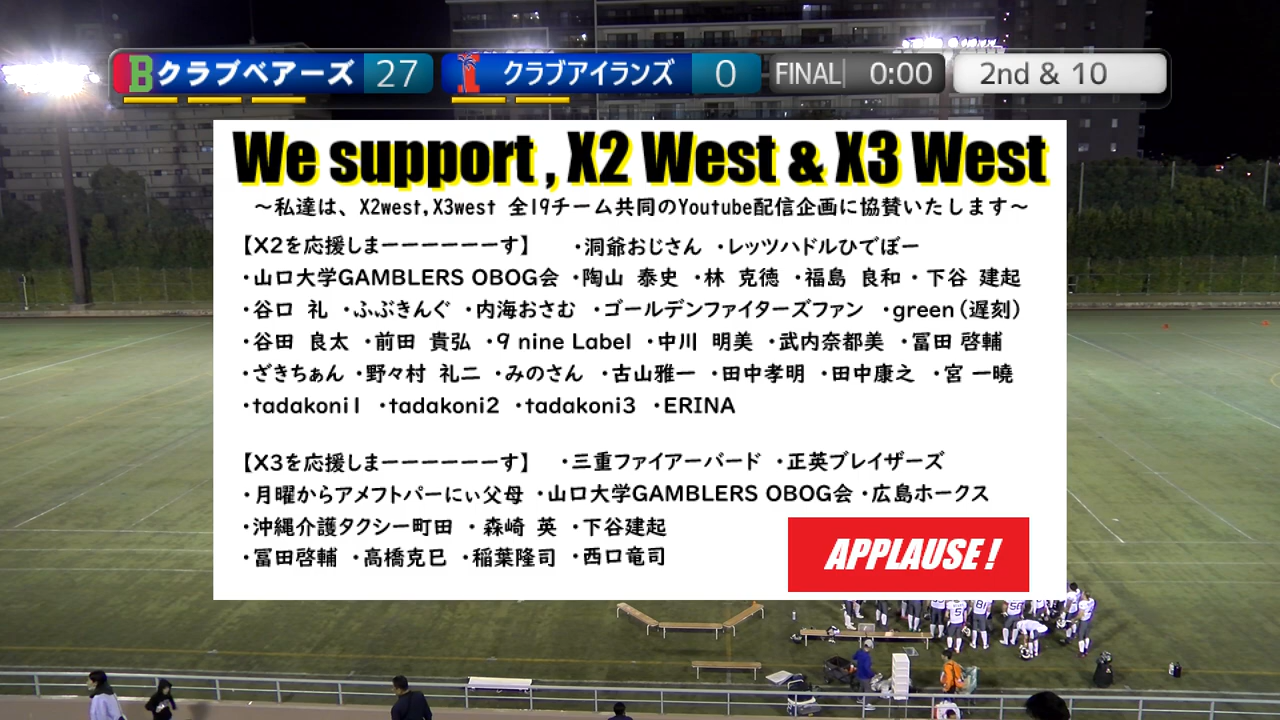 B クラブベアーズ 27 I クラブアイランズ 0 FINAL 0:00 2nd & 10
We support , X2 West & X3 West
～私達は、X2west,X3west 全19チーム共同のYoutube配信企画に協賛いたします～
【X2を応援しまーーーーーーす】 ・洞爺おじさん ・レッツハドルひでぼー
・山口大学GAMBLERS OBOG会 ・陶山 泰史 ・林 克徳 ・福島 良和 ・下谷 建起
・谷口 礼 ・ふぶきんぐ ・内海おさむ ・ゴールデンファイターズファン ・green（遅刻）
・谷田 良太 ・前田 貴弘 ・9 nine Label ・中川 明美 ・武内奈都美 ・冨田 啓輔
・ざきちぁん ・野々村 礼二 ・みのさん ・古山雅一 ・田中孝明 ・田中康之 ・宮 一曉
・tadakoni1 ・tadakoni2 ・tadakoni3 ・ERINA
【X3を応援しまーーーーーーす】 ・三重ファイアーバード ・正英ブレイザーズ
・月曜からアメフトパーにぃ父母 ・山口大学GAMBLERS OBOG会 ・広島ホークス
・沖縄介護タクシー町田 ・森崎 英 ・下谷建起
・冨田啓輔 ・高橋克巳 ・稲葉隆司 ・西口竜司
APPLAUSE !